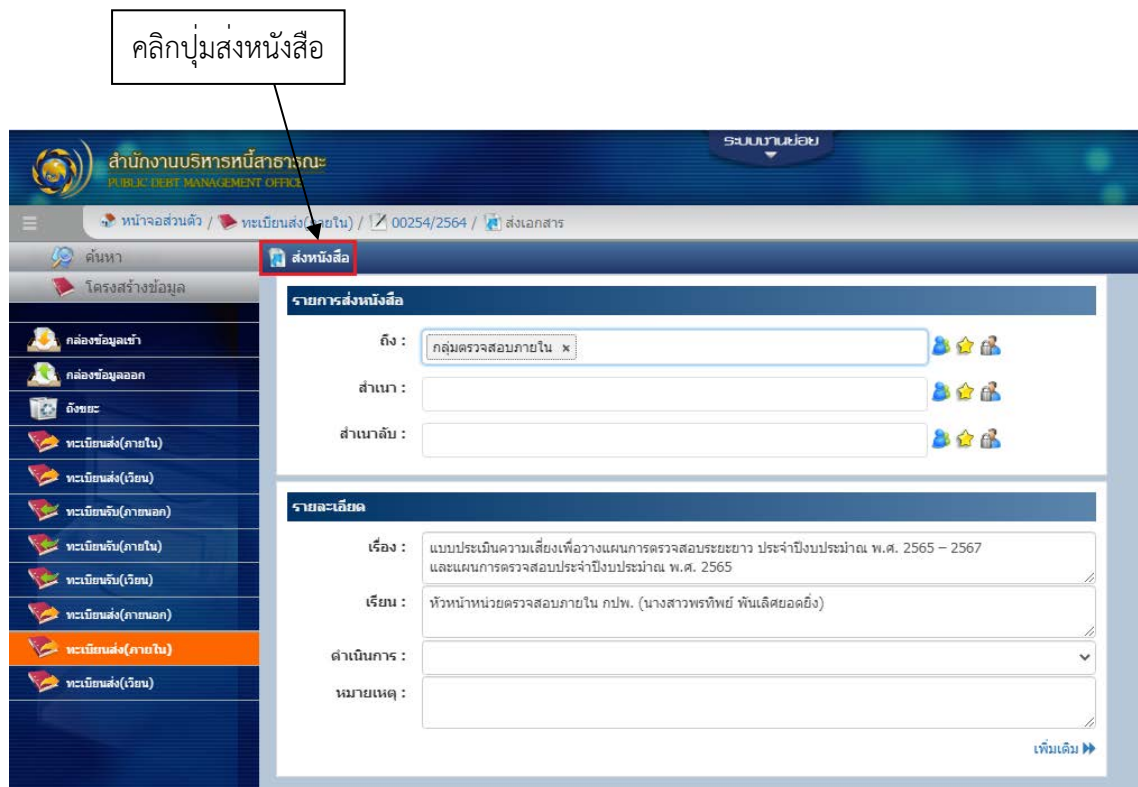 คลิกปุ่มส่งหนังสือ
ระบบงานย่อย
สำนักงานบริหารหนี้สาธารณะ
PUBLIC DEBT MANAGEMENT OFFICE
หน้าจอส่วนตัว / ทะเบียนส่ง(ภายใน) / 00254/2564 / ส่งเอกสาร
ค้นหา
โครงสร้างข้อมูล
กล่องข้อมูลเข้า
กล่องข้อมูลออก
ถังขยะ
ทะเบียนส่ง(ภายใน)
ทะเบียนส่ง(เวียน)
ทะเบียนรับ(ภายนอก)
ทะเบียนรับ(ภายใน)
ทะเบียนรับ(เวียน)
ทะเบียนส่ง(ภายนอก)
ทะเบียนส่ง(ภายใน)
ทะเบียนส่ง(เวียน)
ส่งหนังสือ
รายการส่งหนังสือ
ถึง : กลุ่มตรวจสอบภายใน ×
สำเนา :
สำเนาลับ :
รายละเอียด
เรื่อง : แบบประเมินความเสี่ยงเพื่อวางแผนการตรวจสอบระยะยาว ประจำปีงบประมาณ พ.ศ. 2565 – 2567
และแผนการตรวจสอบประจำปีงบประมาณ พ.ศ. 2565
เรียน : หัวหน้าหน่วยตรวจสอบภายใน กปพ. (นางสาวพรทิพย์ พันเลิศยอดยิ่ง)
ดำเนินการ :
หมายเหตุ :
เพิ่มเติม